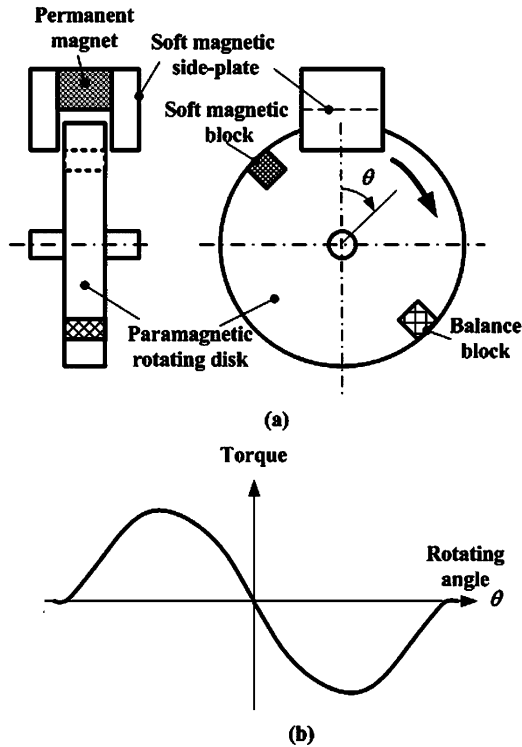 Permanent
magnet
Soft magnetic
side-plate
Soft magnetic
block
θ
Paramagnetic
rotating disk
Balance
block
(a)
Torque
Rotating
angle
θ
(b)